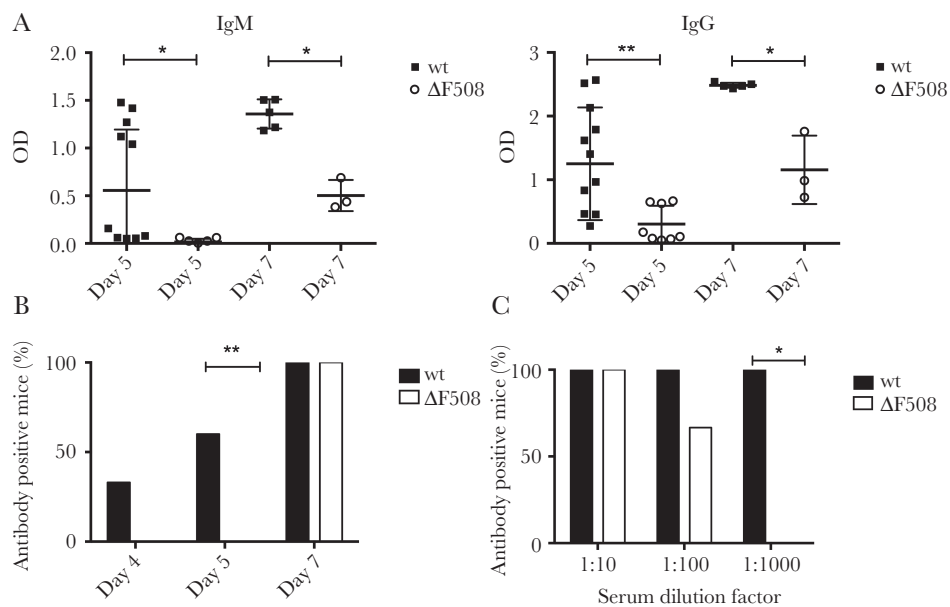 A
IgM
2.0
1.5
1.0
0.5
0.0
OD
*
*
wt
ΔF508
Day 5
Day 5
Day 7
Day 7
IgG
3
2
1
0
OD
**
*
wt
ΔF508
Day 5
Day 5
Day 7
Day 7
B
Antibody positive mice (%)
100
50
0
**
wt
ΔF508
Day 4
Day 5
Day 7
C
Antibody positive mice (%)
100
50
0
*
wt
ΔF508
1:10
1:100
1:1000
Serum dilution factor